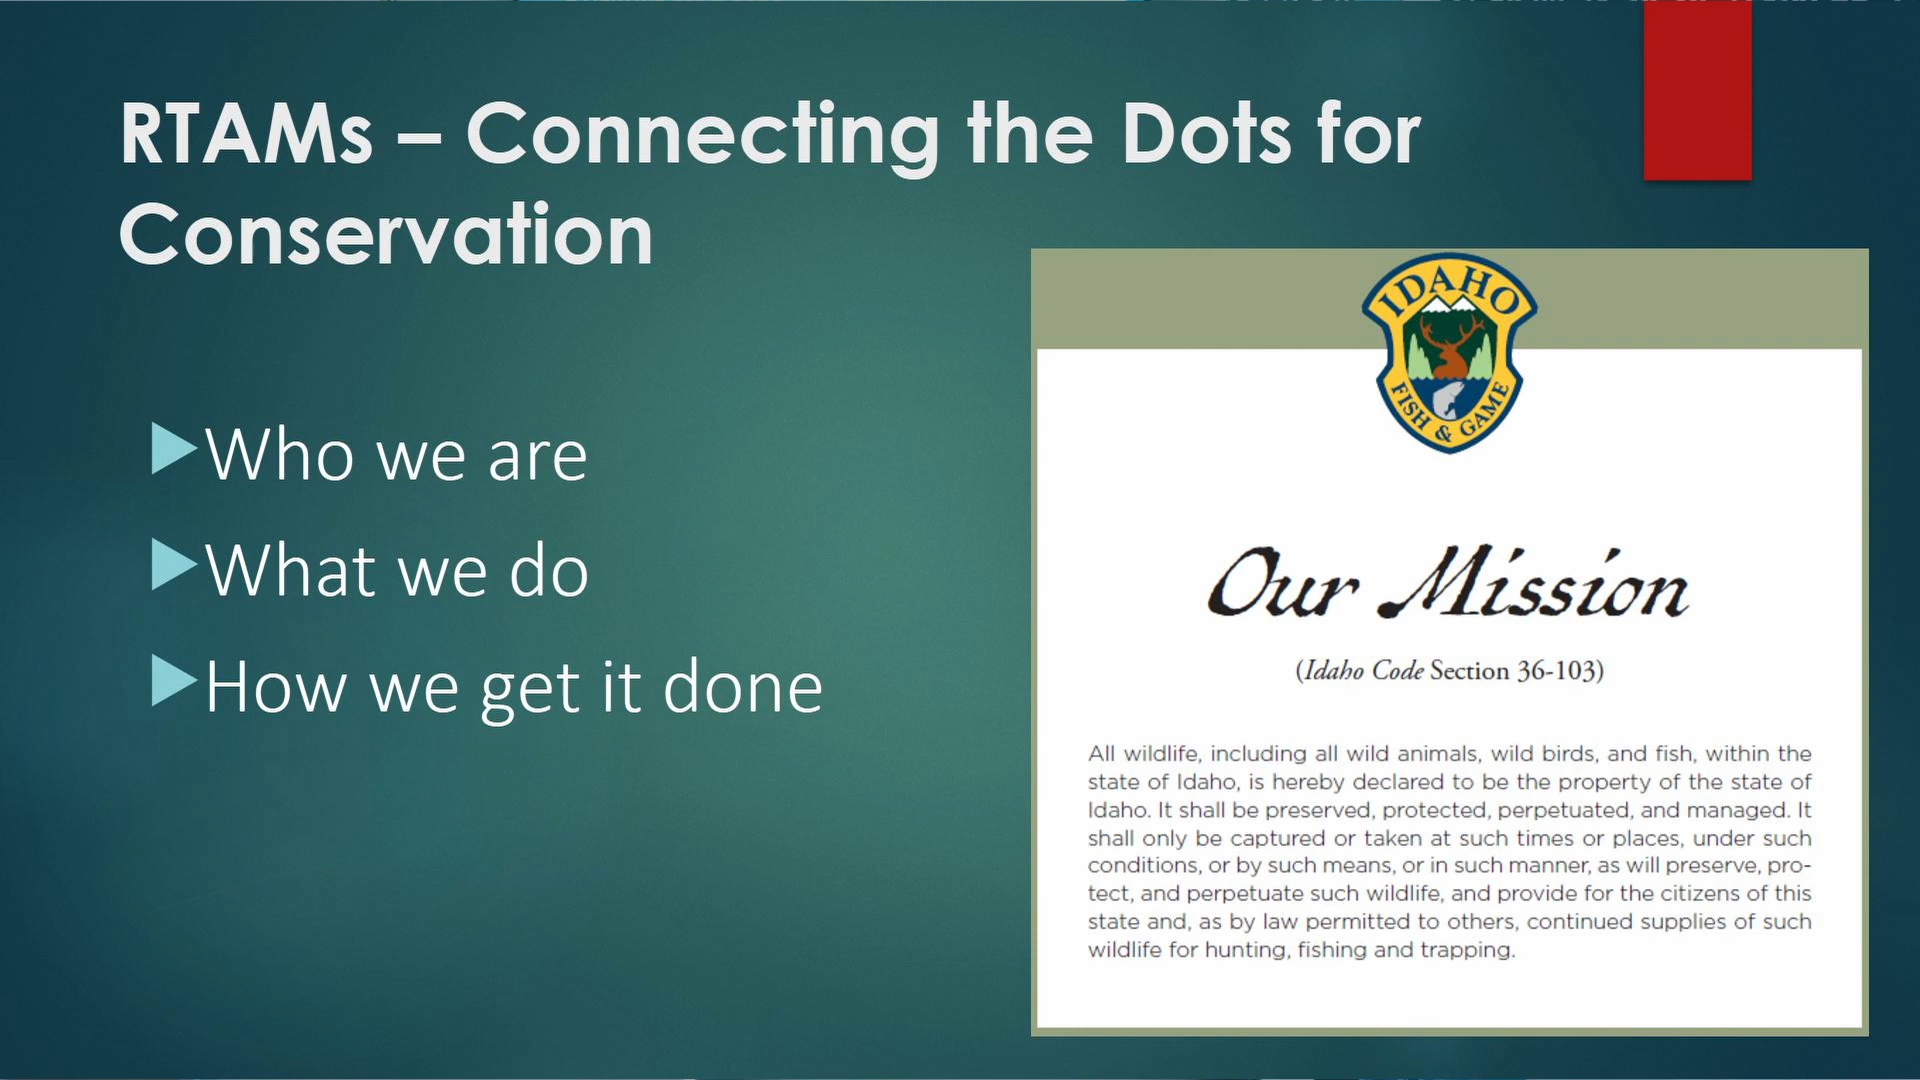 RTAMs – Connecting the Dots for
Conservation
Who we are
What we do
How we get it done
IDAHO
FISH & GAME
Our Mission
(Idaho Code Section 36-103)
All wildlife, including all wild animals, wild birds, and fish, within the
state of Idaho, is hereby declared to be the property of the state of
Idaho. It shall be preserved, protected, perpetuated, and managed. It
shall only be captured or taken at such times or places, under such
conditions, or by such means, or in such manner, as will preserve, pro-
tect, and perpetuate such wildlife, and provide for the citizens of this
state and, as by law permitted to others, continued supplies of such
wildlife for hunting, fishing and trapping.